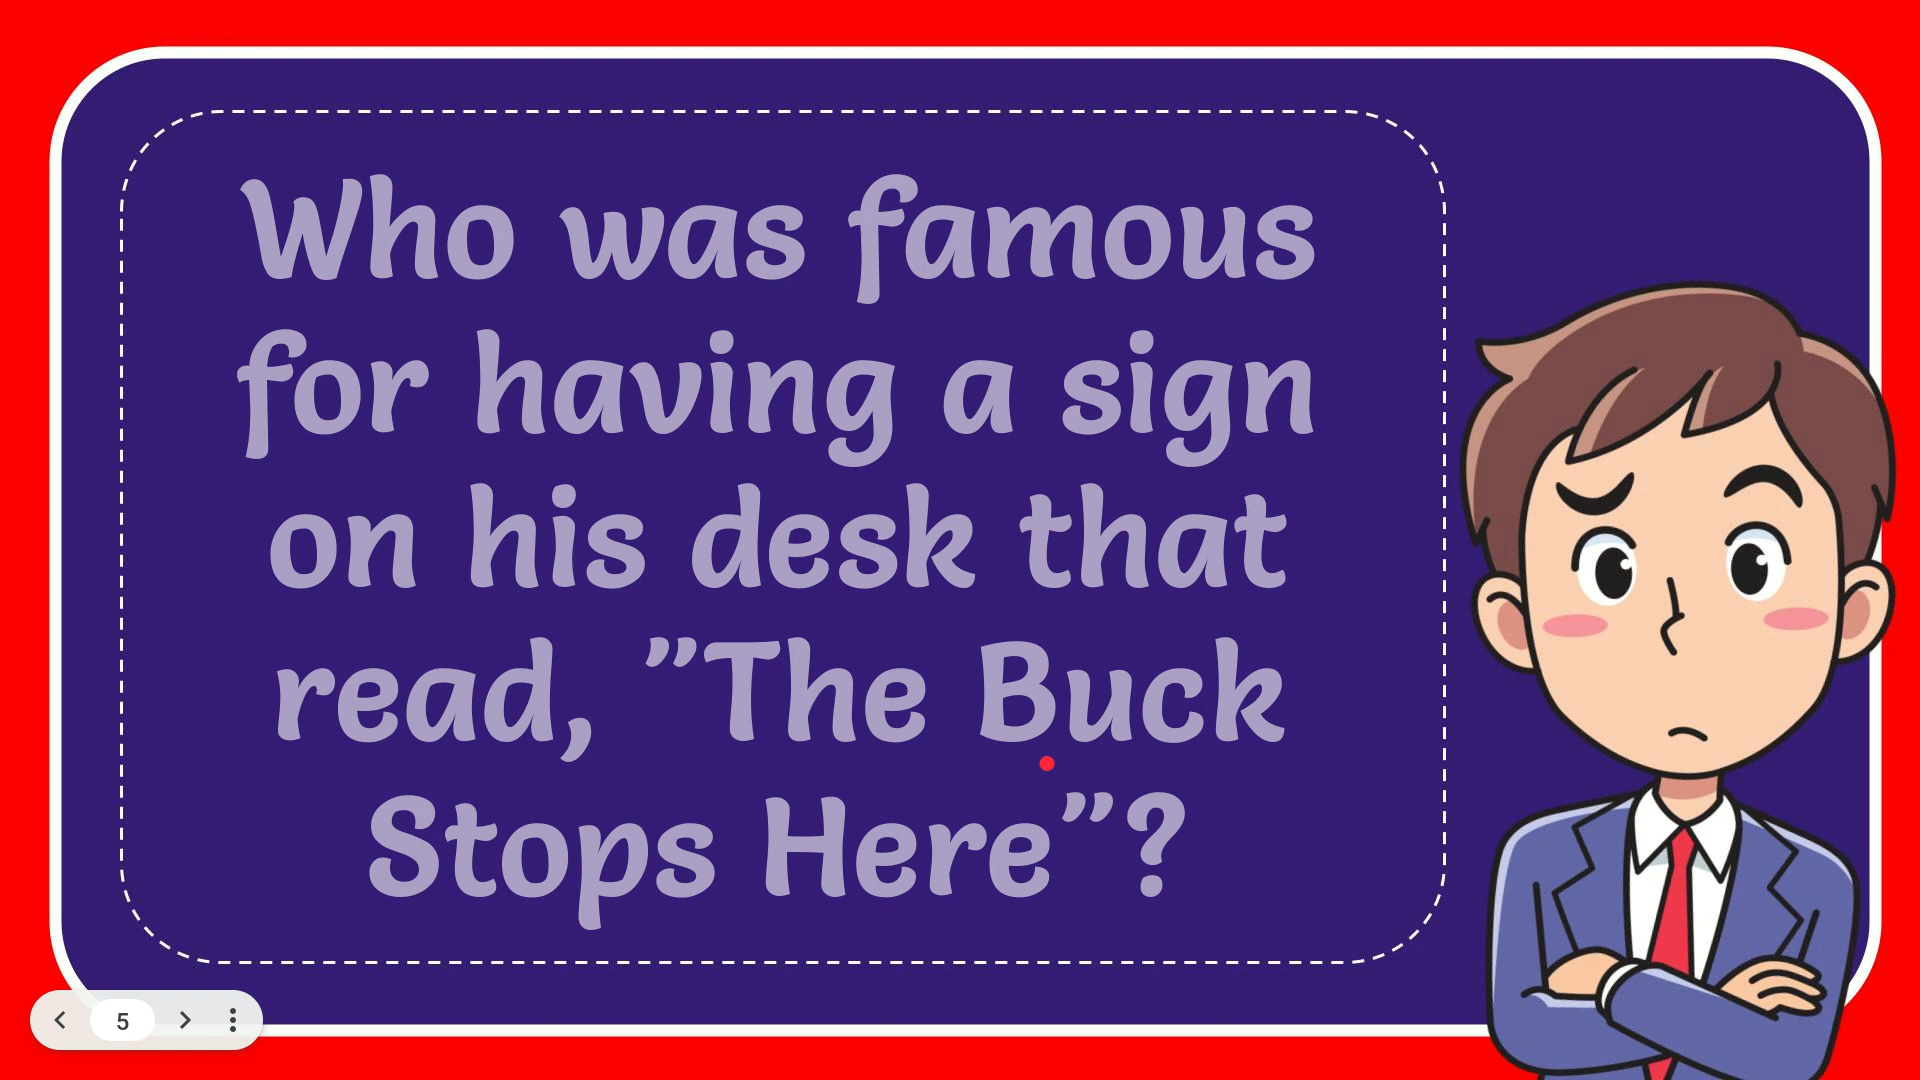 Who was famous
for having a sign
on his desk that
read, ”The Buck
Stops Here”?
5